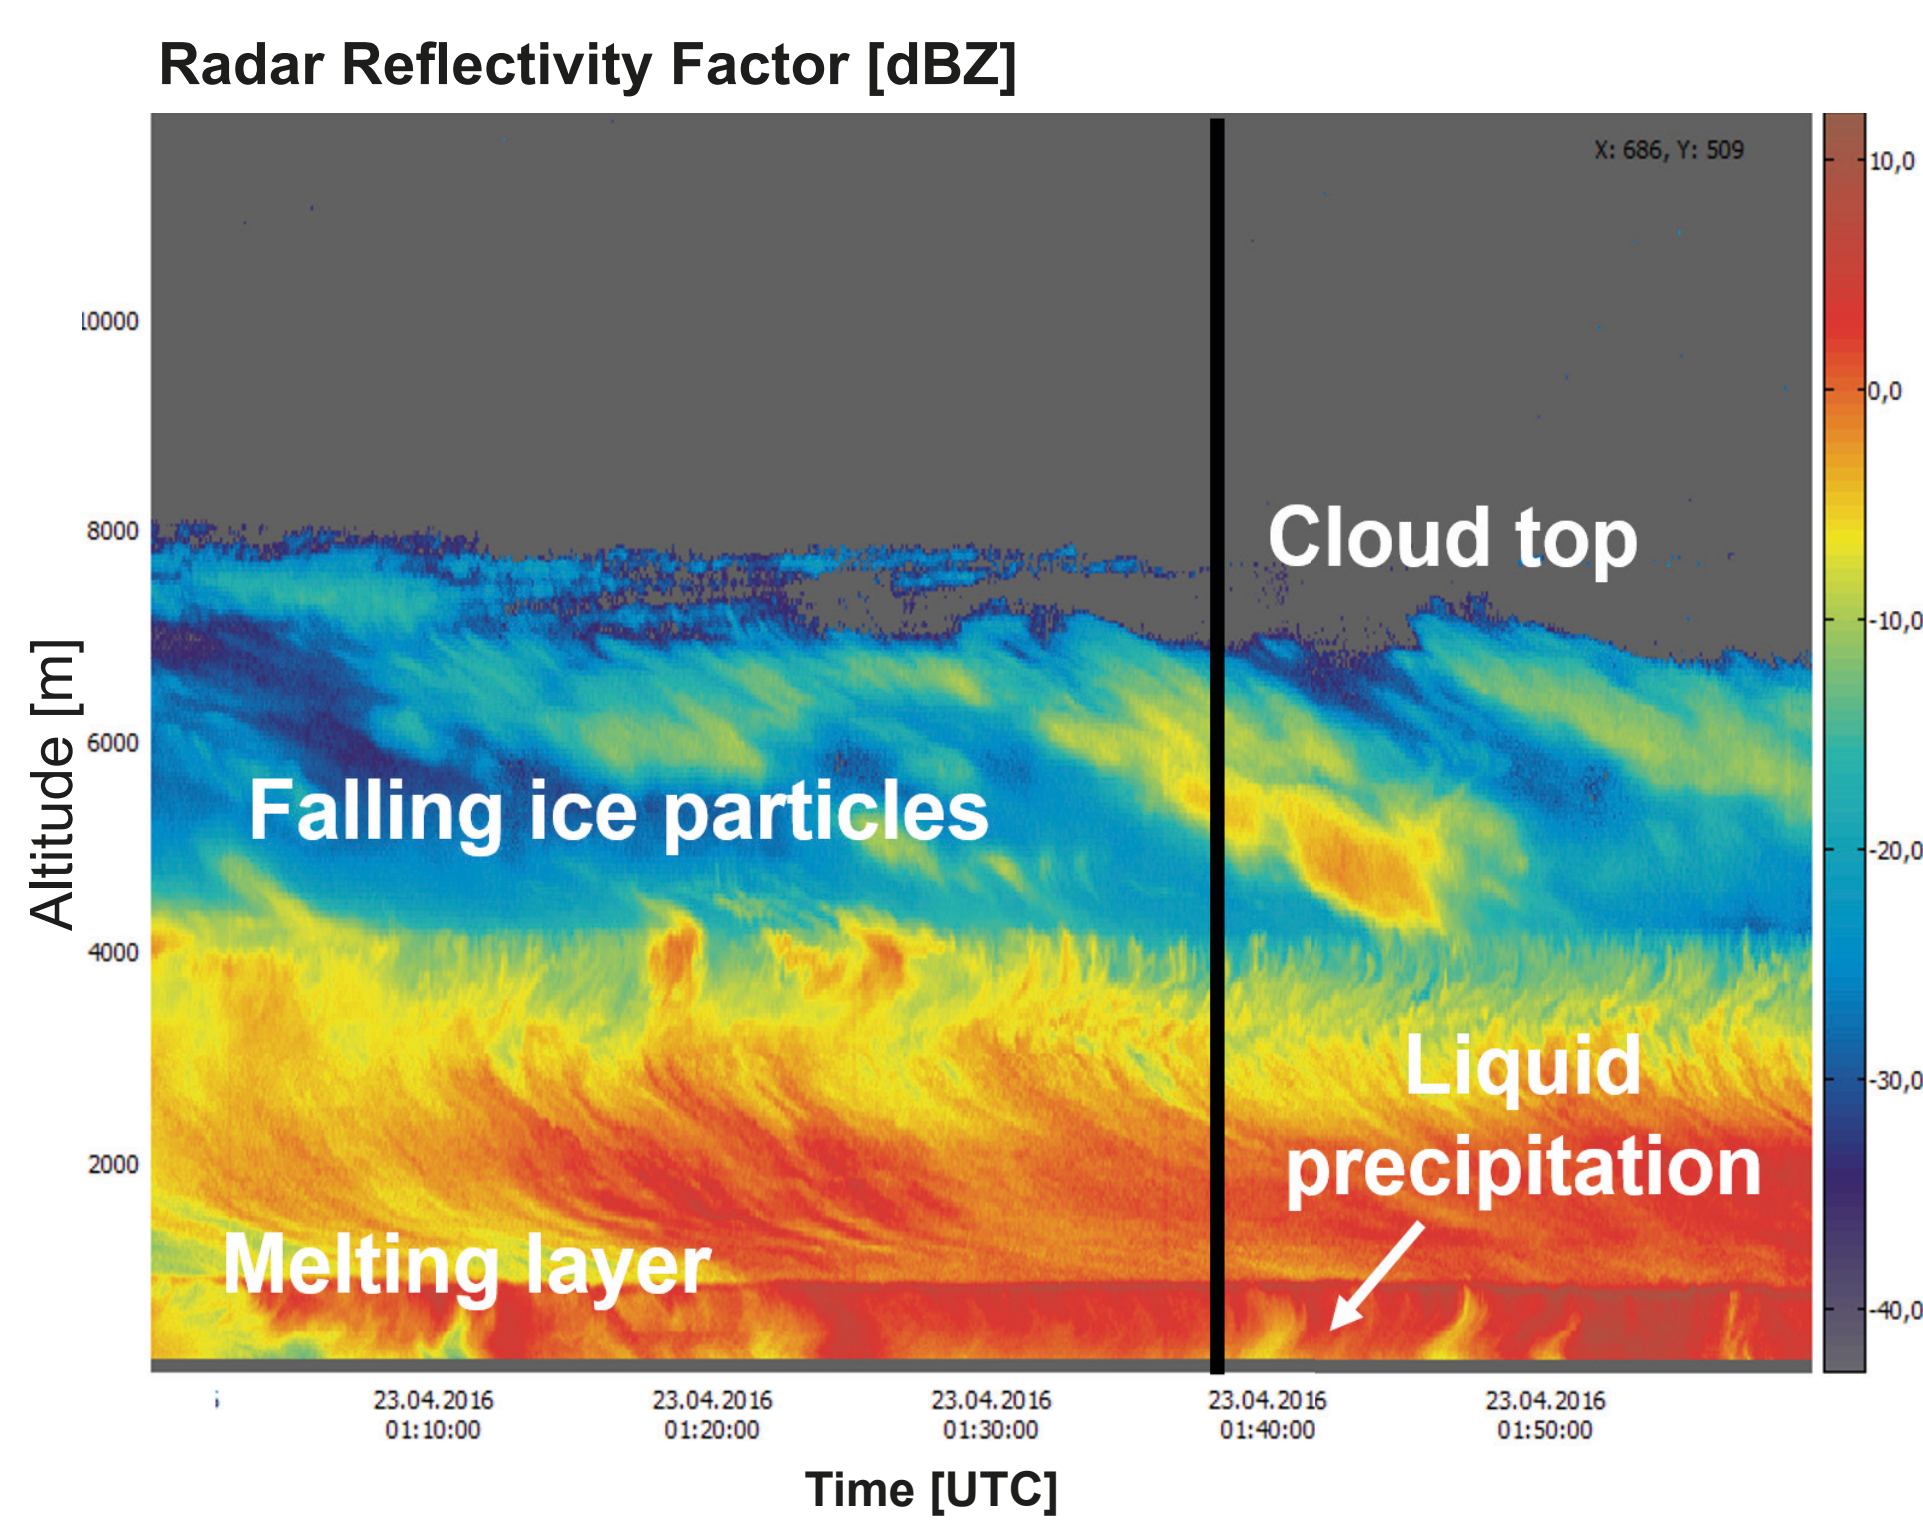 Radar Reflectivity Factor [dBZ]
X: 686, Y: 509
10,0
0,0
-10,0
-20,0
-30,0
-40,0
10000
8000
6000
4000
2000
Altitude [m]
Cloud top
Falling ice particles
Liquid
precipitation
Melting layer
23.04.2016
01:10:00
23.04.2016
01:20:00
23.04.2016
01:30:00
23.04.2016
01:40:00
23.04.2016
01:50:00
Time [UTC]